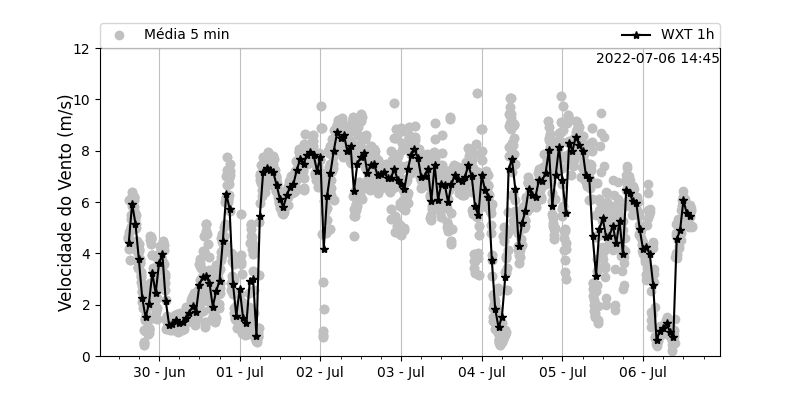 Média 5 min
WXT 1h
2022-07-06 14:45
Velocidade do Vento (m/s)
12
10
8
6
4
2
0
30 - Jun
01 - Jul
02 - Jul
03 - Jul
04 - Jul
05 - Jul
06 - Jul